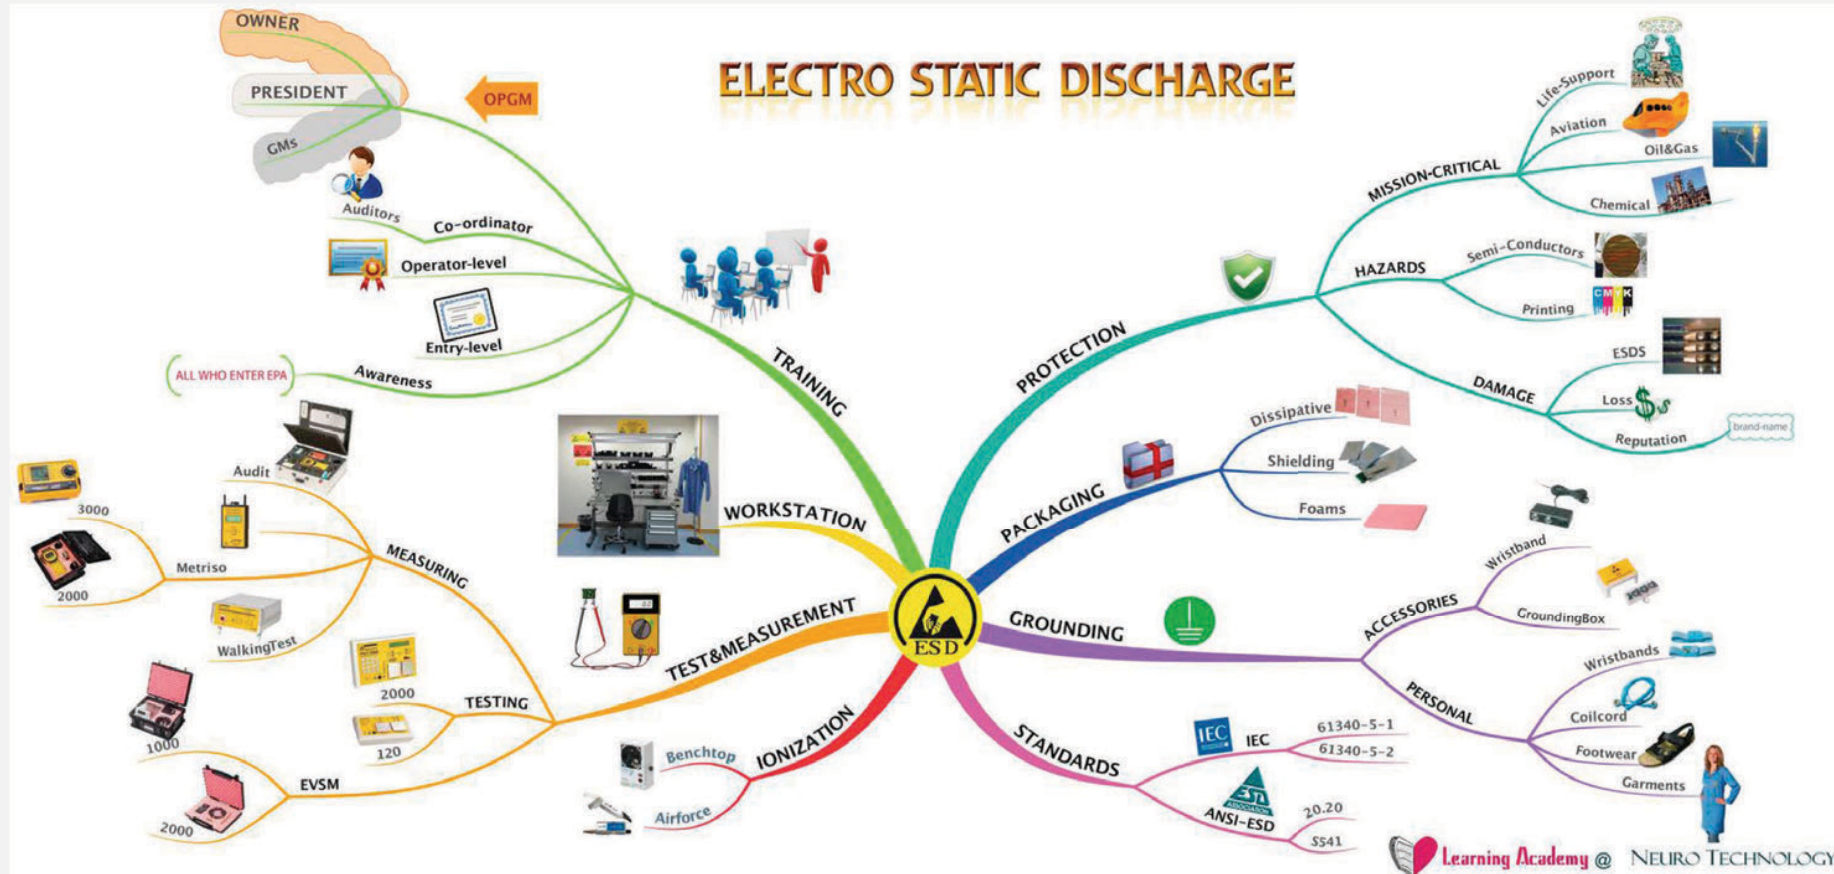 ELECTRO STATIC DISCHARGE
OWNER
PRESIDENT
GMs
OPGM
Auditors
Co-ordinator
Operator-level
Entry-level
Awareness
ALL WHO ENTER EPA
TRAINING
WORKSTATION
Audit
3000
Metriso
2000
MEASURING
WalkingTest
TEST&MEASUREMENT
2000
TESTING
120
1000
EVSM
2000
IONIZATION
Benchtop
Airforce
ESD
PROTECTION
MISSION-CRITICAL
Life-Support
Aviation
Oil&Gas
Chemical
HAZARDS
Semi-Conductors
Printing
CMYK
DAMAGE
ESDS
Loss
$
Reputation
brand-name
PACKAGING
Dissipative
Shielding
Foams
GROUNDING
ACCESSORIES
Wristband
GroundingBox
PERSONAL
Wristbands
Coilcord
Footwear
Garments
STANDARDS
IEC
IEC
61340-5-1
61340-5-2
ESD
ASSOCIATION
ANSI-ESD
20.20
S541
Learning Academy @ NEURO TECHNOLOGY